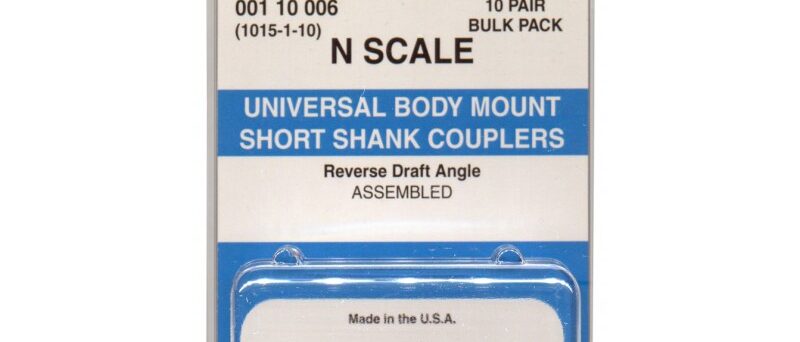 001 10 006
10 PAIR
(1015-1-10)
BULK PACK
N SCALE
UNIVERSAL BODY MOUNT
SHORT SHANK COUPLERS
Reverse Draft Angle
ASSEMBLED
Made in the U.S.A.